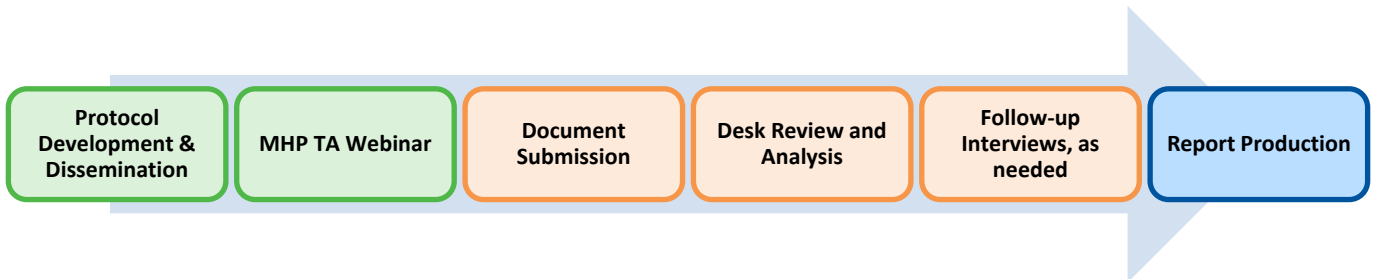 Protocol
Development &
Dissemination
MHP TA Webinar
Document
Submission
Desk Review and
Analysis
Follow-up
Interviews, as
needed
Report Production